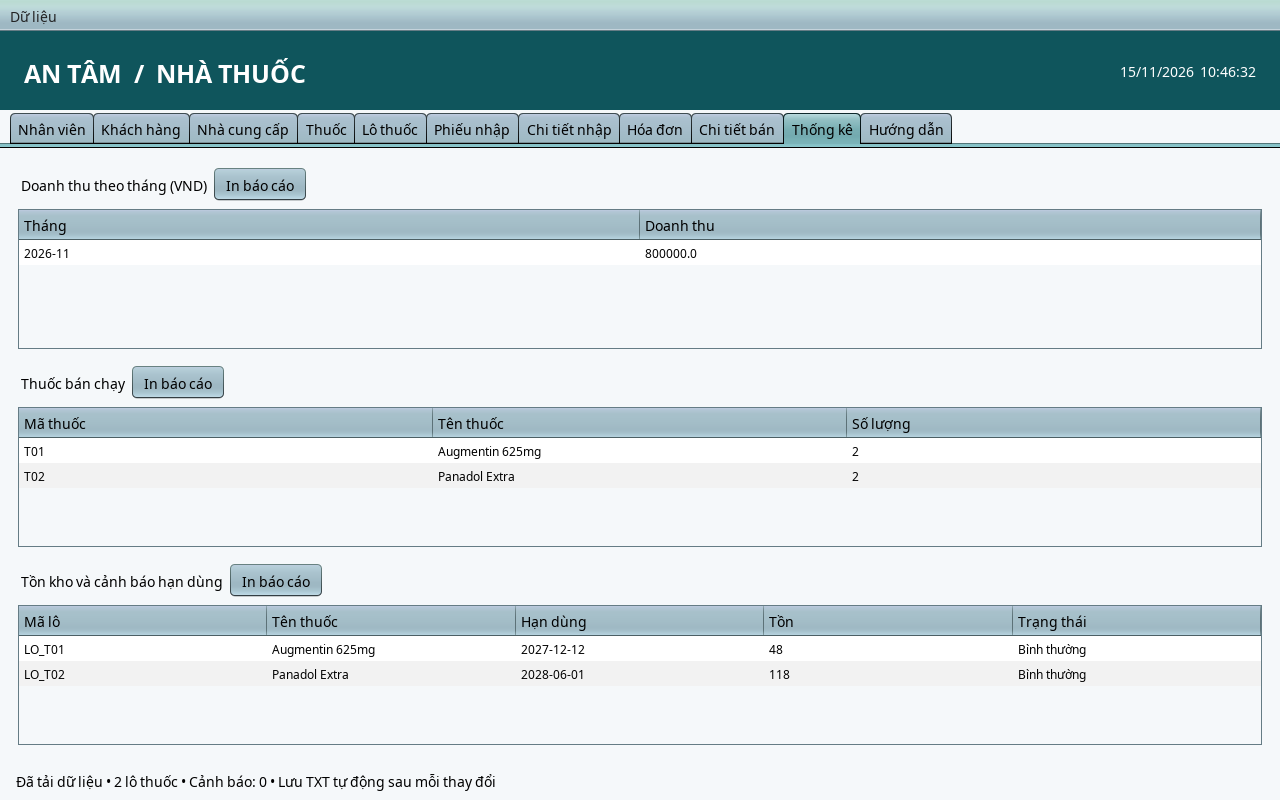 Dữ liệu
AN TÂM / NHÀ THUỐC
15/11/2026 10:46:32
Nhân viên Khách hàng Nhà cung cấp Thuốc Lô thuốc Phiếu nhập Chi tiết nhập Hóa đơn Chi tiết bán Thống kê Hướng dẫn
Doanh thu theo tháng (VND) In báo cáo
Tháng Doanh thu
2026-11 800000.0
Thuốc bán chạy In báo cáo
Mã thuốc Tên thuốc Số lượng
T01 Augmentin 625mg 2
T02 Panadol Extra 2
Tồn kho và cảnh báo hạn dùng In báo cáo
Mã lô Tên thuốc Hạn dùng Tồn Trạng thái
LO_T01 Augmentin 625mg 2027-12-12 48 Bình thường
LO_T02 Panadol Extra 2028-06-01 118 Bình thường
Đã tải dữ liệu • 2 lô thuốc • Cảnh báo: 0 • Lưu TXT tự động sau mỗi thay đổi